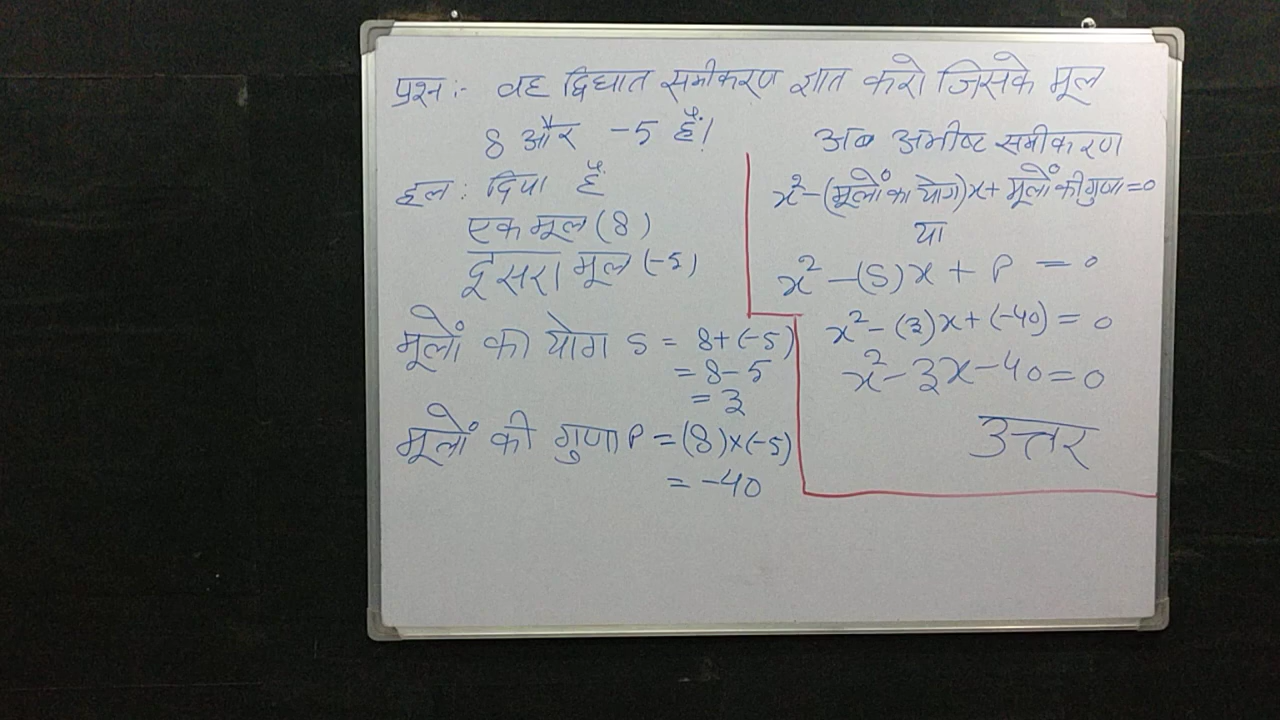 प्रश्न :- वह द्विघात समीकरण ज्ञात करो जिसके मूल
8 और -5 हैं।
हल : दिया है
एक मूल (8)
दूसरा मूल (-5)
मूलों का योग S = 8+(-5)
= 8-5
= 3
मूलों की गुणा P = (8)×(-5)
= -40
अब अभीष्ट समीकरण
x²-(मूलों का योग)x+ मूलों की गुणा=0
या
x² -(S)x + P = 0
x²-(3)x+(-40) = 0
x²-3x-40=0
उत्तर